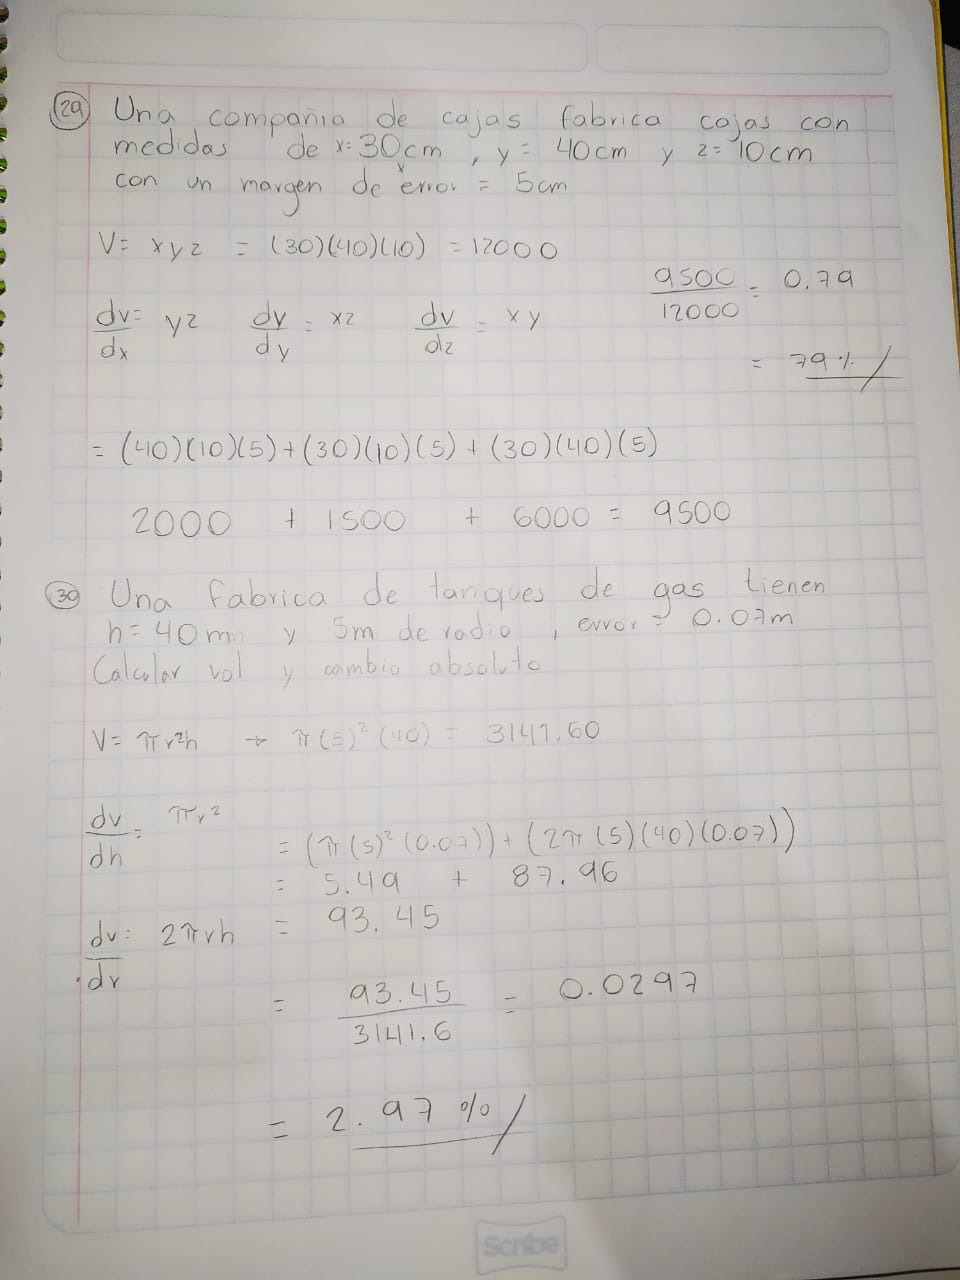 29 Una compañia de cajas fabrica cajas con
medidas de x=30cm, y= 40cm y z=10cm
con un margen de error = 5cm
V= xyz = (30)(40)(10) = 12000
9500/12000 = 0.79
= 79%
dv/dx = yz dv/dy = xz dv/dz = xy
= (40)(10)(5)+(30)(10)(5)+(30)(40)(5)
2000 + 1500 + 6000 = 9500
30 Una fabrica de tanques de gas tienen
h=40m y 5m de radio, error = 0.07m
Calcular vol y cambio absoluto
V= πr²h → π(5)²(40) = 3141.60
dv/dh = πr²
= (π(5)²(0.07))+(2π(5)(40)(0.07))
= 5.49 + 87.96
dv/dr = 2πrh
= 93.45
= 93.45/3141.6 = 0.0297
= 2.97%
Scribe